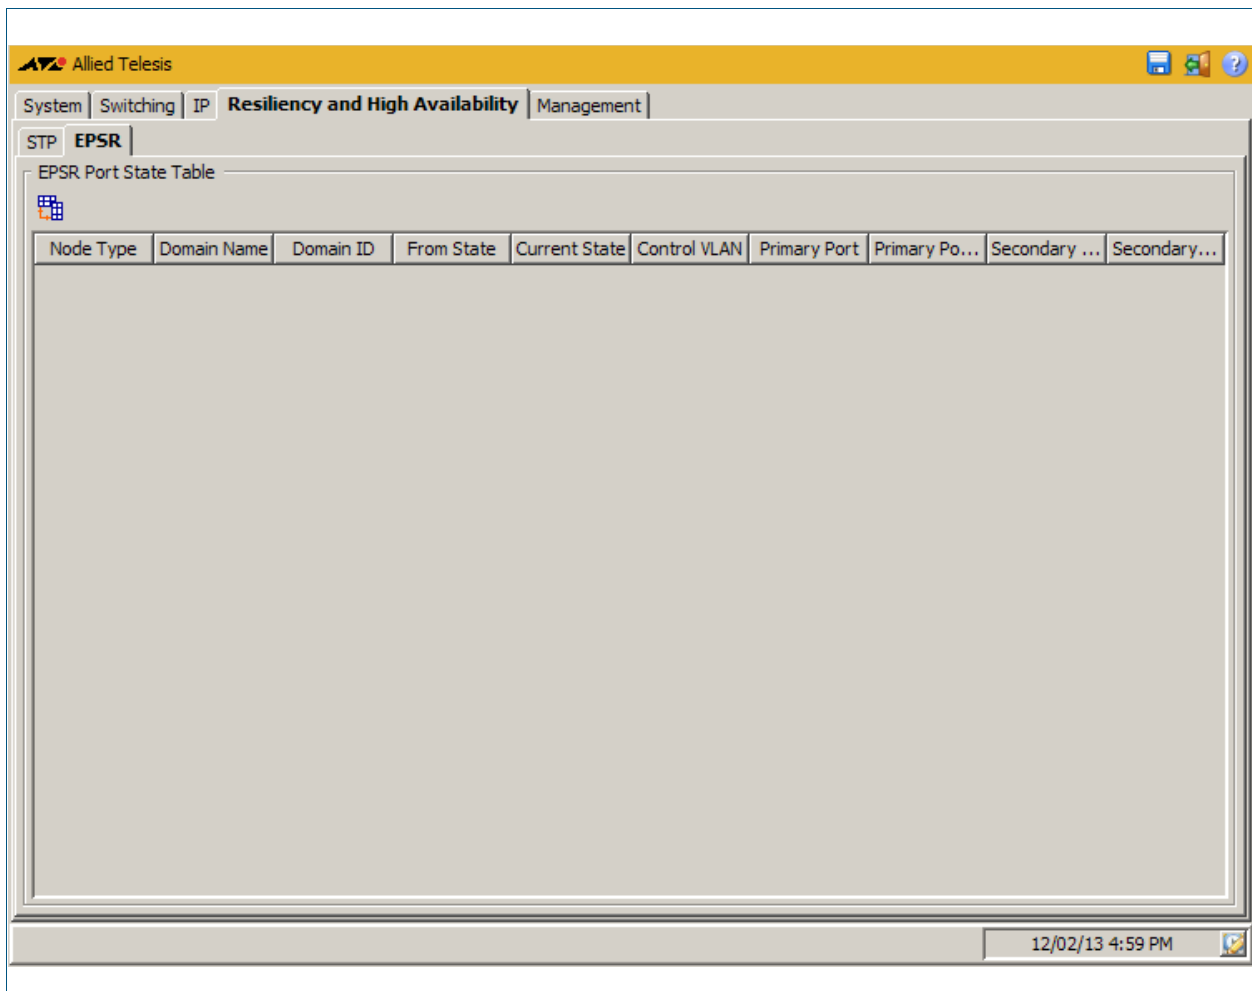 Allied Telesis
System Switching IP Resiliency and High Availability Management
STP EPSR
EPSR Port State Table
Node Type Domain Name Domain ID From State Current State Control VLAN Primary Port Primary Po... Secondary ... Secondary...
12/02/13 4:59 PM